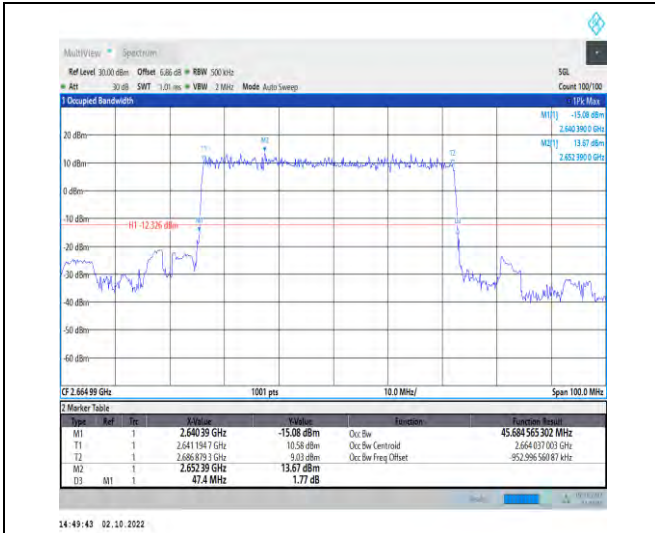 MultiView Spectrum
Ref Level 30.00 dBm Offset 6.86 dB RBW 500 kHz SGL
Att 30 dB SWT 1.01 ms VBW 2 MHz Mode Auto Sweep Count 100/100
1 Occupied Bandwidth 1Pk Max
M1[1] -15.08 dBm
2.640 390 0 GHz
M2[1] 13.67 dBm
2.652 390 0 GHz
20 dBm
T1 M2 T2
10 dBm
0 dBm
-10 dBm
H1 -12.326 dBm
-20 dBm
-30 dBm
-40 dBm
-50 dBm
-60 dBm
CF 2.664 99 GHz 1001 pts 10.0 MHz/ Span 100.0 MHz
2 Marker Table
Type Ref Trc X-Value Y-Value Function Function Result
M1 1 2.640 39 GHz -15.08 dBm Occ Bw 45.684 565 302 MHz
T1 1 2.641 194 7 GHz 10.58 dBm Occ Bw Centroid 2.664 037 003 GHz
T2 1 2.686 879 3 GHz 9.03 dBm Occ Bw Freq Offset -952.996 560 87 kHz
M2 1 2.652 39 GHz 13.67 dBm
D3 M1 1 47.4 MHz 1.77 dB
14:49:43 02.10.2022